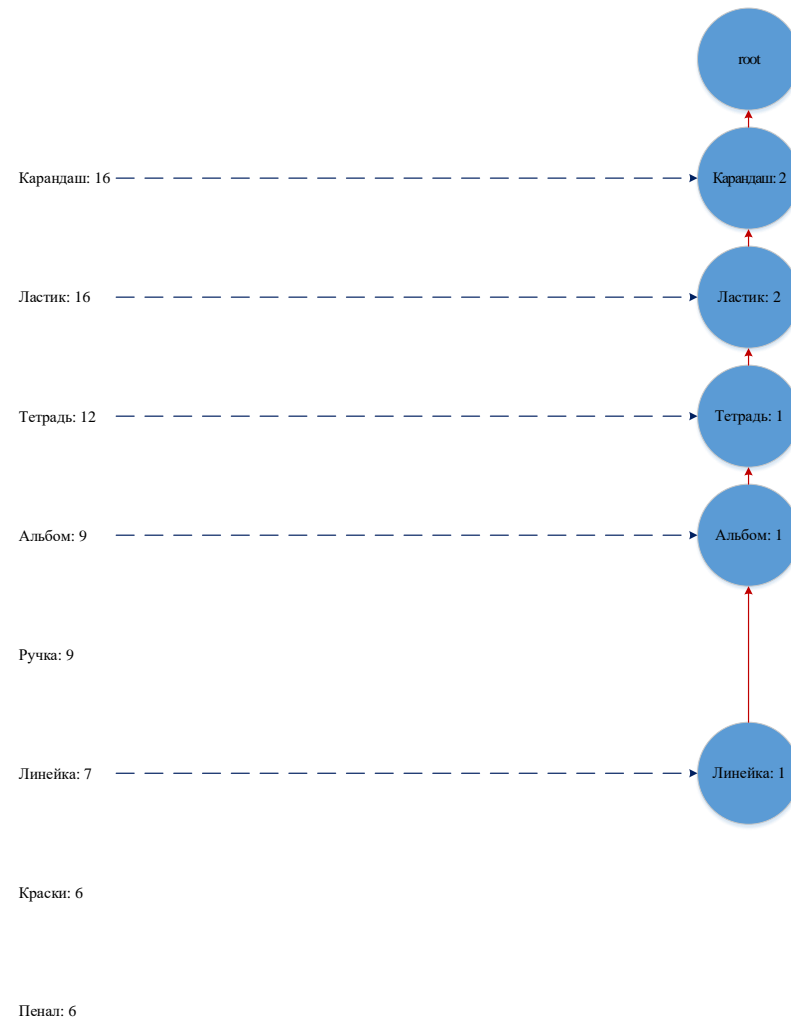 root
Карандаш: 16
Карандаш: 2
Ластик: 16
Ластик: 2
Тетрадь: 12
Тетрадь: 1
Альбом: 9
Альбом: 1
Ручка: 9
Линейка: 7
Линейка: 1
Краски: 6
Пенал: 6